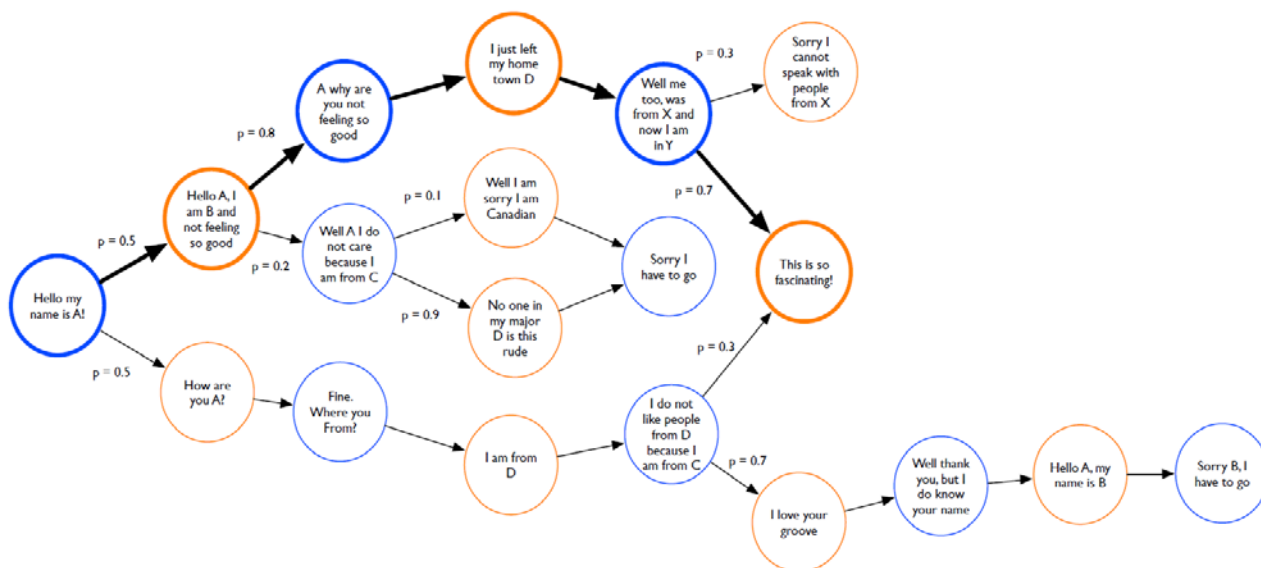 I just left
my home
town D
p = 0.3
Sorry I
cannot
speak with
people
from X
A why are
you not
feeling so
good
Well me
too, was
from X and
now I am
in Y
p = 0.8
p = 0.7
Hello A, I
am B and
not feeling
so good
p = 0.1
Well I am
sorry I am
Canadian
p = 0.5
p = 0.2
Well A I do
not care
because I
am from C
Sorry I
have to go
This is so
fascinating!
Hello my
name is A!
p = 0.9
No one in
my major
D is this
rude
p = 0.3
p = 0.5
How are
you A?
Fine.
Where you
From?
I do not
like people
from D
because I
am from C
I am from
D
p = 0.7
I love your
groove
Well thank
you, but I
do know
your name
Hello A, my
name is B
Sorry B, I
have to go